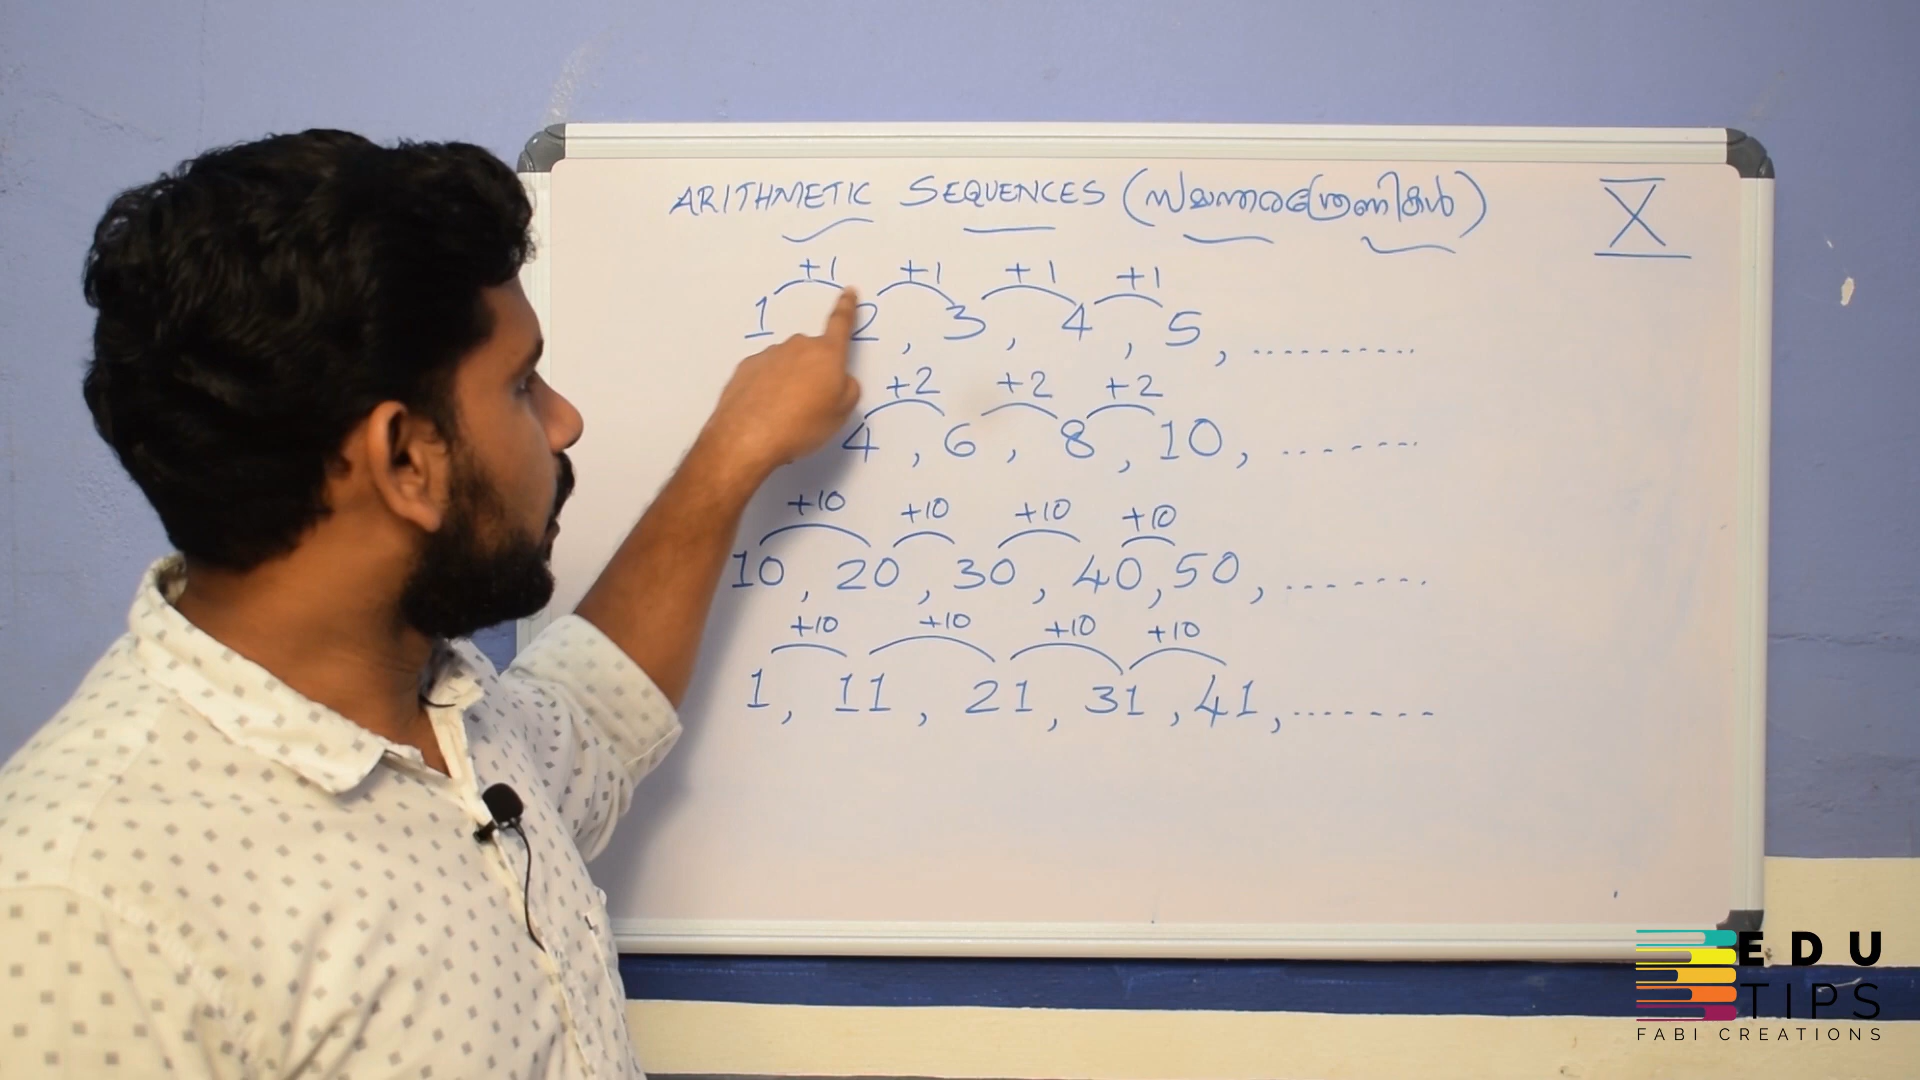 ARITHMETIC SEQUENCES (സമാന്തരശ്രേണികൾ)
X
+1 +1 +1 +1
1 2, 3, 4, 5, ..........
+2 +2 +2
4, 6, 8, 10, .......
+10 +10 +10 +10
10, 20, 30, 40, 50, .......
+10 +10 +10 +10
1, 11, 21, 31, 41, .......
EDU
TIPS
FABI CREATIONS